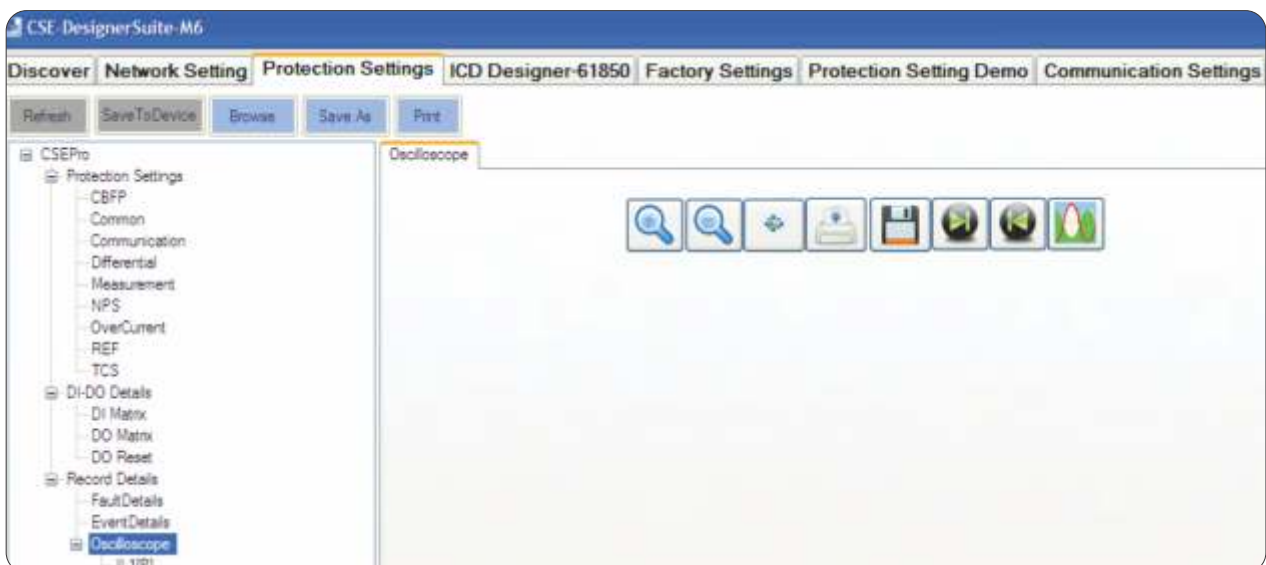 CSE-DesignerSuite-M6
Discover Network Setting Protection Settings ICD Designer-61850 Factory Settings Protection Setting Demo Communication Settings
Refresh SaveToDevice Browse Save As Print
CSEPro
Oscilloscope
Protection Settings
CBFP
Common
Communication
Differential
Measurement
NPS
OverCurrent
REF
TCS
DI-DO Details
DI Matrix
DO Matrix
DO Reset
Record Details
FaultDetails
EventDetails
Oscilloscope